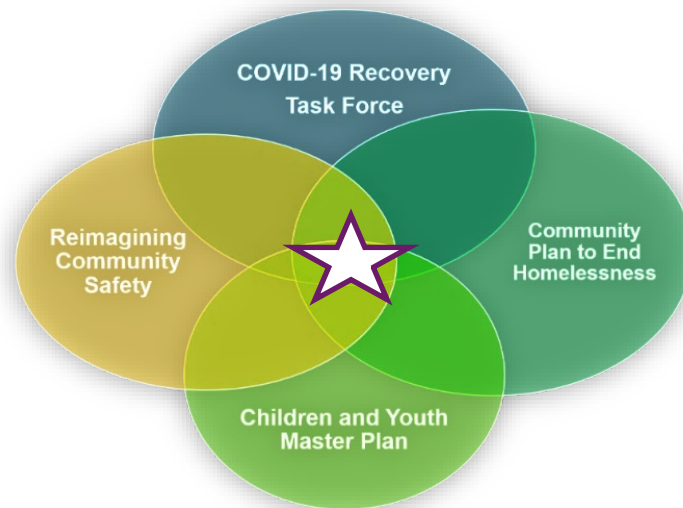 COVID-19 Recovery
Task Force
Reimagining
Community
Safety
Community
Plan to End
Homelessness
Children and Youth
Master Plan